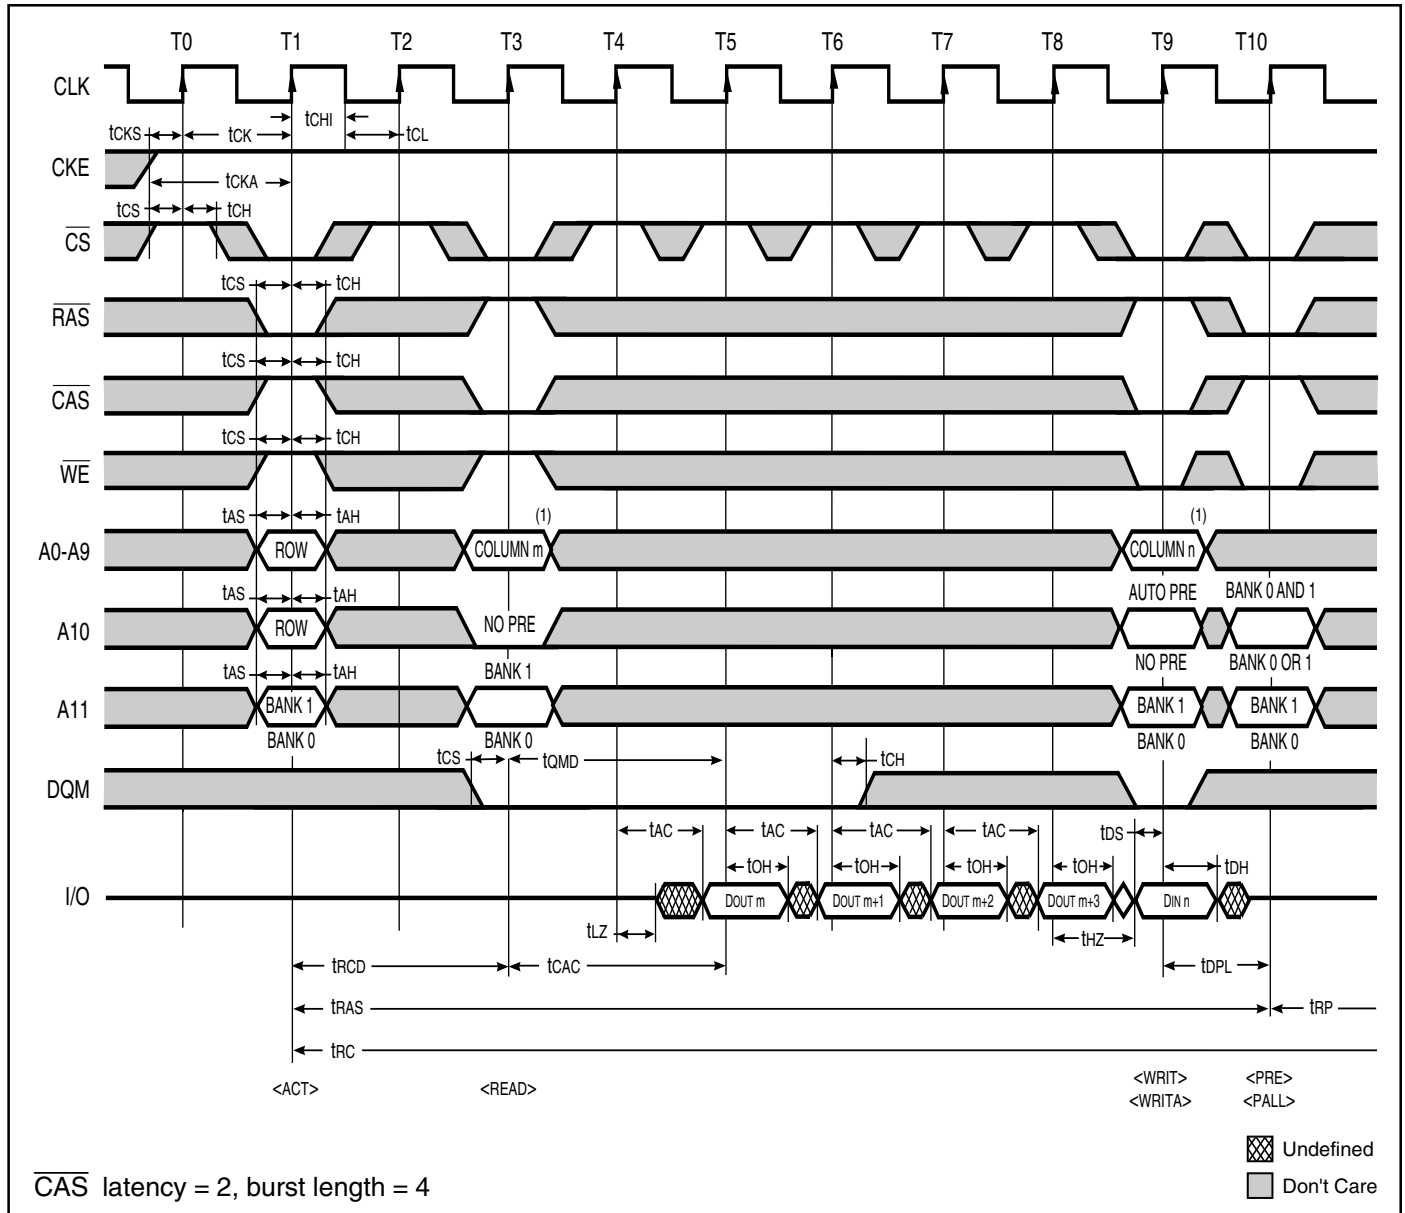 T0 T1 T2 T3 T4 T5 T6 T7 T8 T9 T10
CLK
tCHI
tCKS tCK tCL
CKE
tCKA
tCS tCH
CS
tCS tCH
RAS
tCS tCH
CAS
tCS tCH
WE
tAS tAH (1) (1)
A0-A9 ROW COLUMN m COLUMN n
tAS tAH AUTO PRE BANK 0 AND 1
A10 ROW NO PRE
tAS tAH BANK 1 NO PRE BANK 0 OR 1
A11 BANK 1 BANK 1 BANK 1
BANK 0 BANK 0 BANK 0 BANK 0
tCS tQMD tCH
DQM
tAC tAC tAC tAC tDS
tOH tOH tOH tOH tDH
I/O DOUT m DOUT m+1 DOUT m+2 DOUT m+3 DIN n
tLZ tHZ
tRCD tCAC tDPL
tRAS tRP
tRC
<ACT> <READ> <WRIT> <PRE>
<WRITA> <PALL>
Undefined
CAS latency = 2, burst length = 4 Don't Care